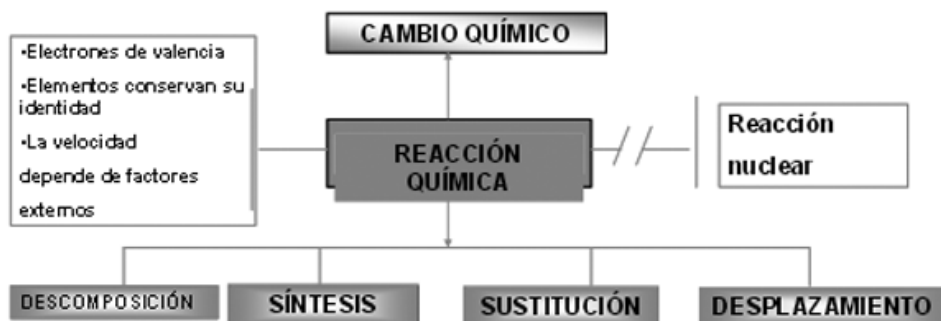 CAMBIO QUÍMICO
•Electrones de valencia
•Elementos conservan su
identidad
•La velocidad
depende de factores
externos
REACCIÓN
QUÍMICA
Reacción
nuclear
DESCOMPOSICIÓN
SÍNTESIS
SUSTITUCIÓN
DESPLAZAMIENTO